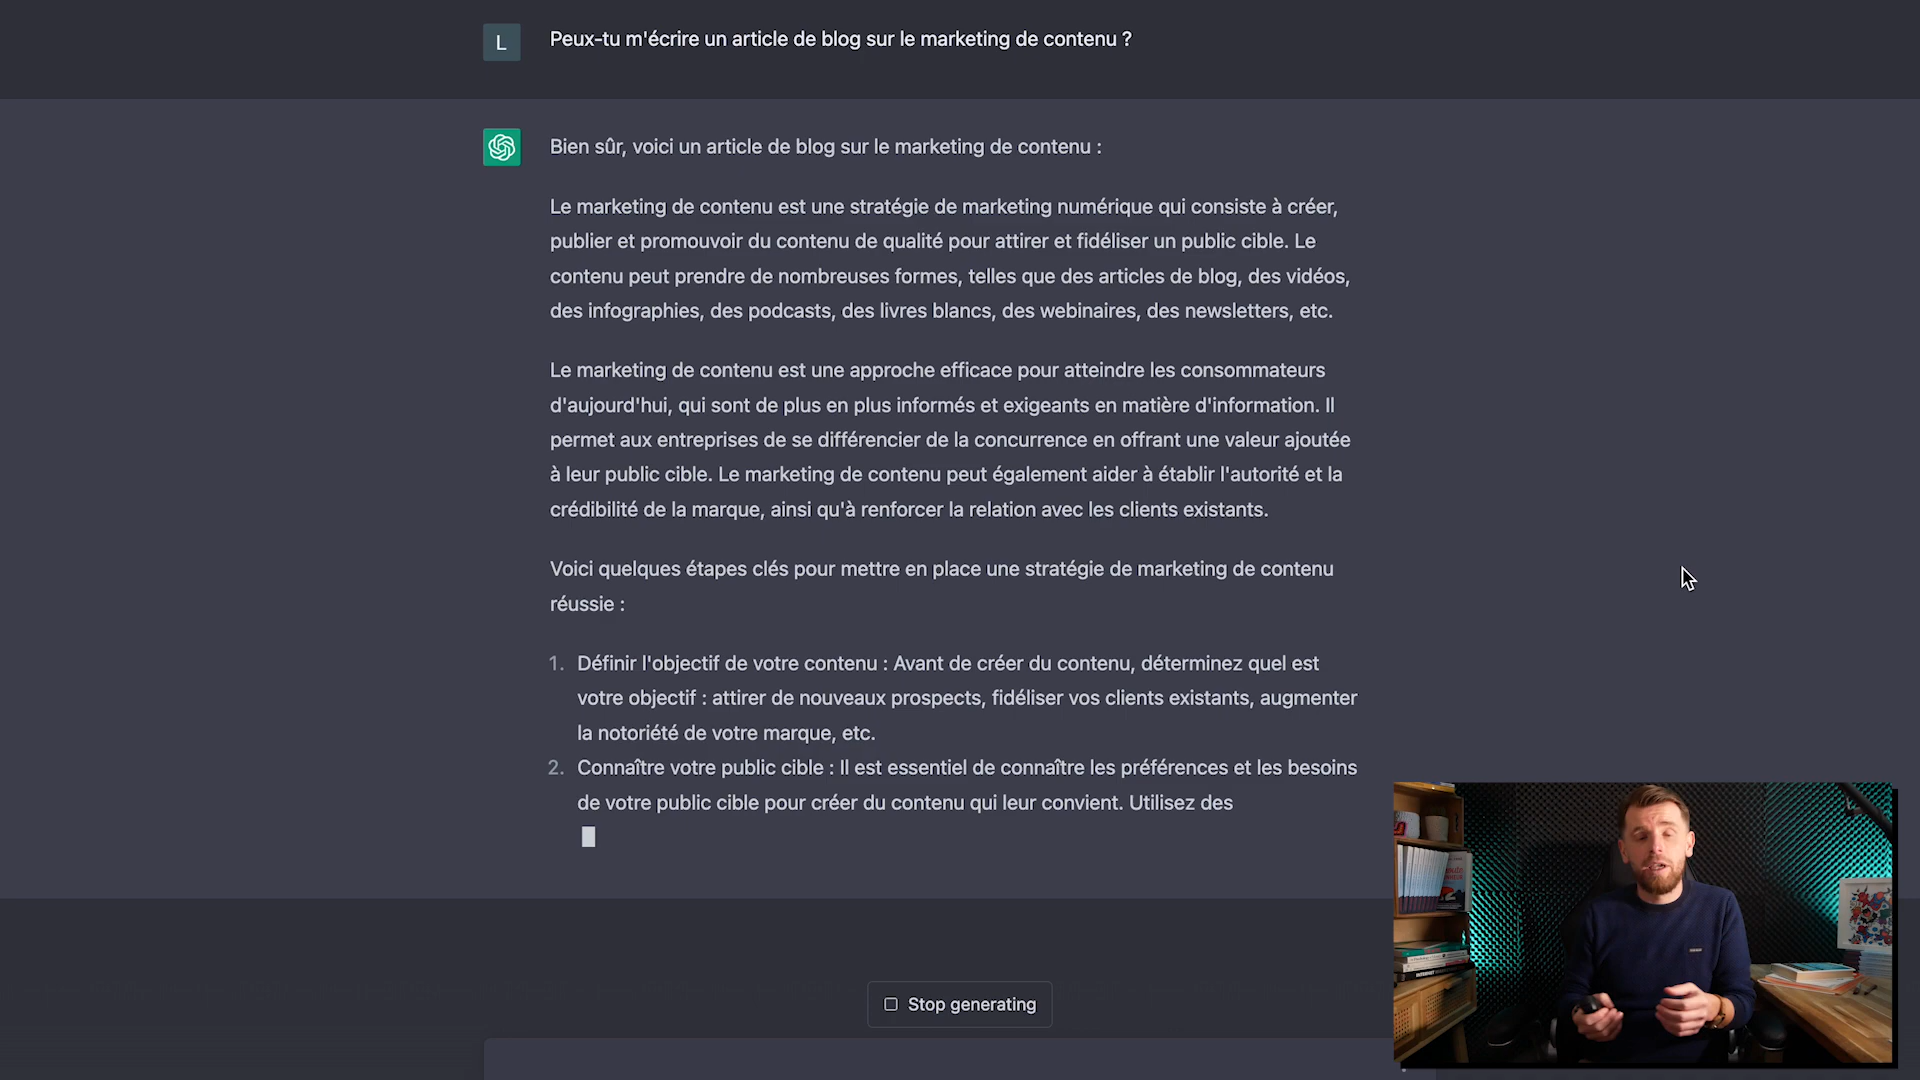 L
Peux-tu m'écrire un article de blog sur le marketing de contenu ?
Bien sûr, voici un article de blog sur le marketing de contenu :
Le marketing de contenu est une stratégie de marketing numérique qui consiste à créer,
publier et promouvoir du contenu de qualité pour attirer et fidéliser un public cible. Le
contenu peut prendre de nombreuses formes, telles que des articles de blog, des vidéos,
des infographies, des podcasts, des livres blancs, des webinaires, des newsletters, etc.
Le marketing de contenu est une approche efficace pour atteindre les consommateurs
d'aujourd'hui, qui sont de plus en plus informés et exigeants en matière d'information. Il
permet aux entreprises de se différencier de la concurrence en offrant une valeur ajoutée
à leur public cible. Le marketing de contenu peut également aider à établir l'autorité et la
crédibilité de la marque, ainsi qu'à renforcer la relation avec les clients existants.
Voici quelques étapes clés pour mettre en place une stratégie de marketing de contenu
réussie :
1. Définir l'objectif de votre contenu : Avant de créer du contenu, déterminez quel est
votre objectif : attirer de nouveaux prospects, fidéliser vos clients existants, augmenter
la notoriété de votre marque, etc.
2. Connaître votre public cible : Il est essentiel de connaître les préférences et les besoins
de votre public cible pour créer du contenu qui leur convient. Utilisez des
Stop generating